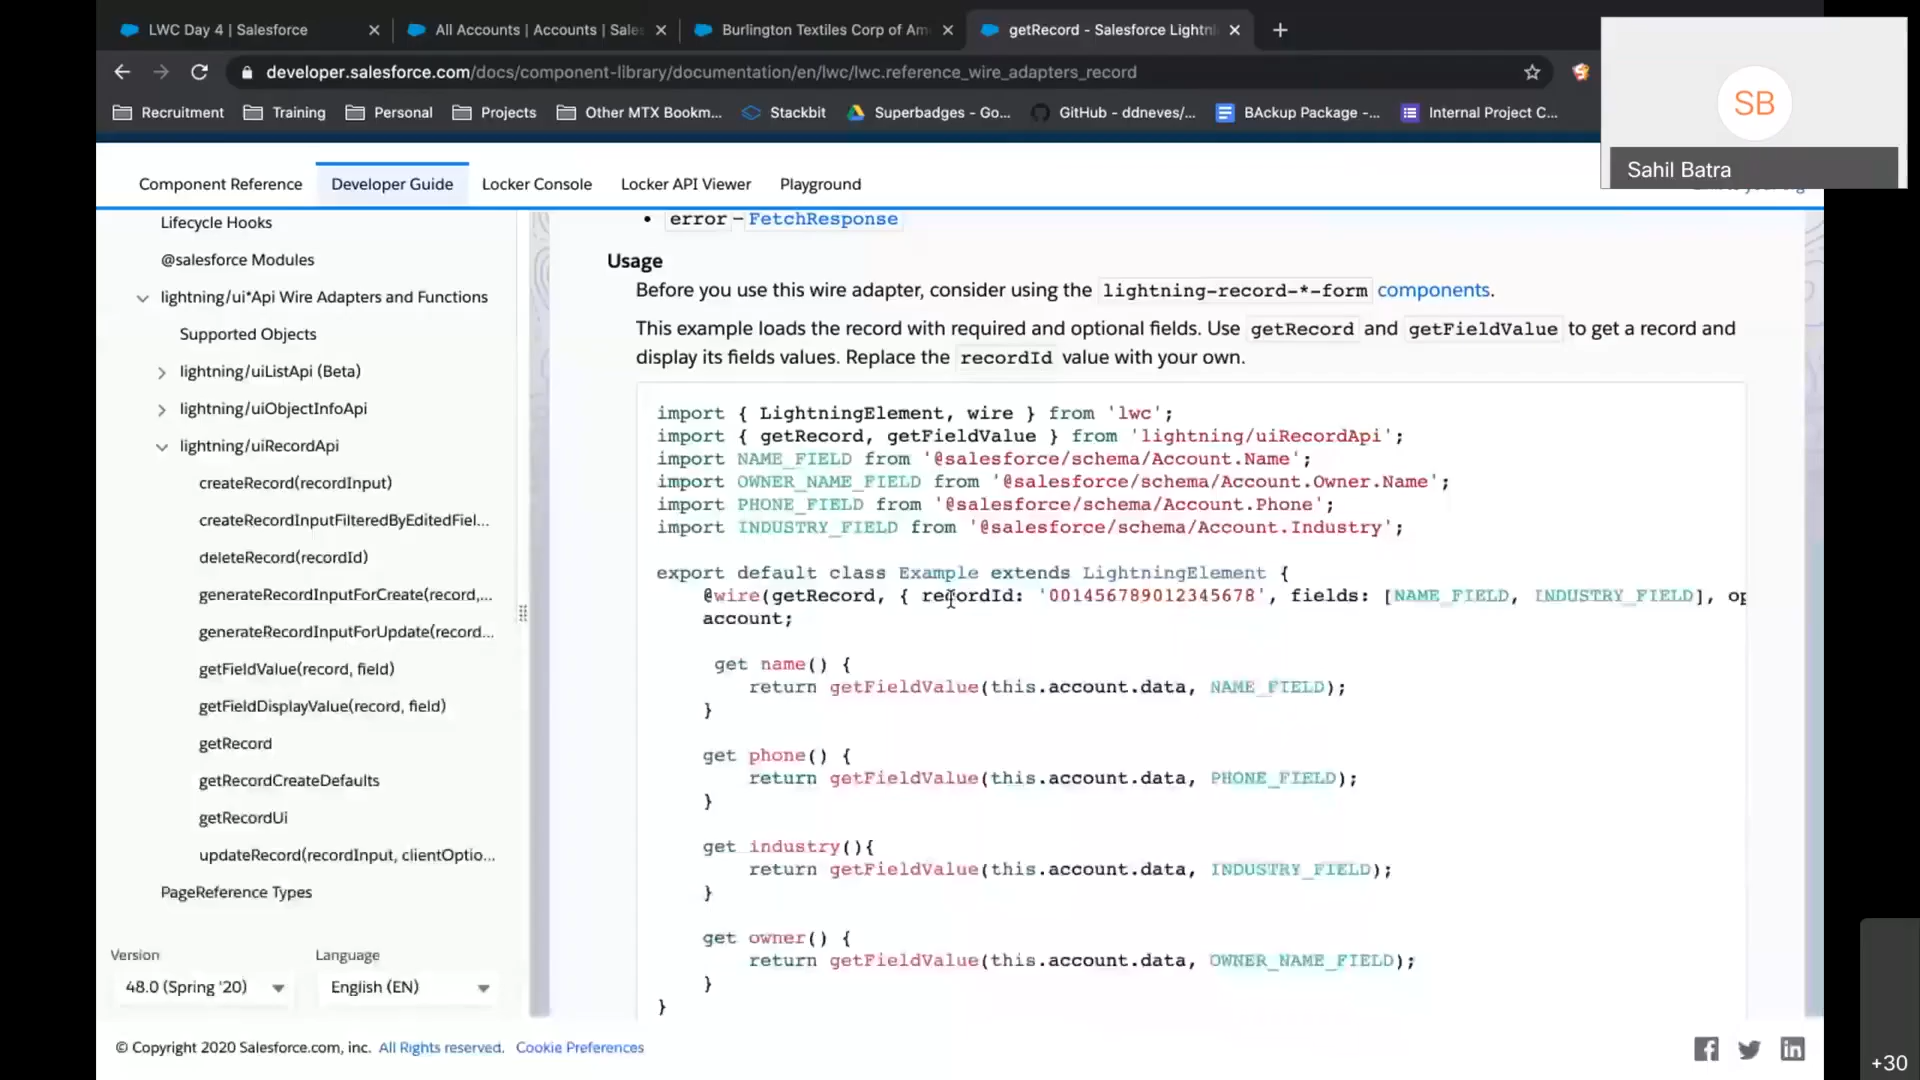 LWC Day 4 | Salesforce
All Accounts | Accounts | Sale
Burlington Textiles Corp of Am
getRecord - Salesforce Lightni
developer.salesforce.com/docs/component-library/documentation/en/lwc/lwc.reference_wire_adapters_record
Recruitment
Training
Personal
Projects
Other MTX Bookm...
Stackbit
Superbadges - Go...
GitHub - ddneves/...
BAckup Package -...
Internal Project C...
SB
Sahil Batra
Component Reference
Developer Guide
Locker Console
Locker API Viewer
Playground
Lifecycle Hooks
@salesforce Modules
lightning/ui*Api Wire Adapters and Functions
Supported Objects
lightning/uiListApi (Beta)
lightning/uiObjectInfoApi
lightning/uiRecordApi
createRecord(recordInput)
createRecordInputFilteredByEditedFiel...
deleteRecord(recordId)
generateRecordInputForCreate(record,...
generateRecordInputForUpdate(record...
getFieldValue(record, field)
getFieldDisplayValue(record, field)
getRecord
getRecordCreateDefaults
getRecordUi
updateRecord(recordInput, clientOptio...
PageReference Types
Version
Language
48.0 (Spring '20)
English (EN)
• error – FetchResponse
Usage
Before you use this wire adapter, consider using the lightning-record-*-form components.
This example loads the record with required and optional fields. Use getRecord and getFieldValue to get a record and
display its fields values. Replace the recordId value with your own.
import { LightningElement, wire } from 'lwc';
import { getRecord, getFieldValue } from 'lightning/uiRecordApi';
import NAME_FIELD from '@salesforce/schema/Account.Name';
import OWNER_NAME_FIELD from '@salesforce/schema/Account.Owner.Name';
import PHONE_FIELD from '@salesforce/schema/Account.Phone';
import INDUSTRY_FIELD from '@salesforce/schema/Account.Industry';
export default class Example extends LightningElement {
@wire(getRecord, { recordId: '001456789012345678', fields: [NAME_FIELD, INDUSTRY_FIELD], op
account;
get name() {
return getFieldValue(this.account.data, NAME_FIELD);
}
get phone() {
return getFieldValue(this.account.data, PHONE_FIELD);
}
get industry(){
return getFieldValue(this.account.data, INDUSTRY_FIELD);
}
get owner() {
return getFieldValue(this.account.data, OWNER_NAME_FIELD);
}
}
© Copyright 2020 Salesforce.com, inc. All Rights reserved. Cookie Preferences
+30